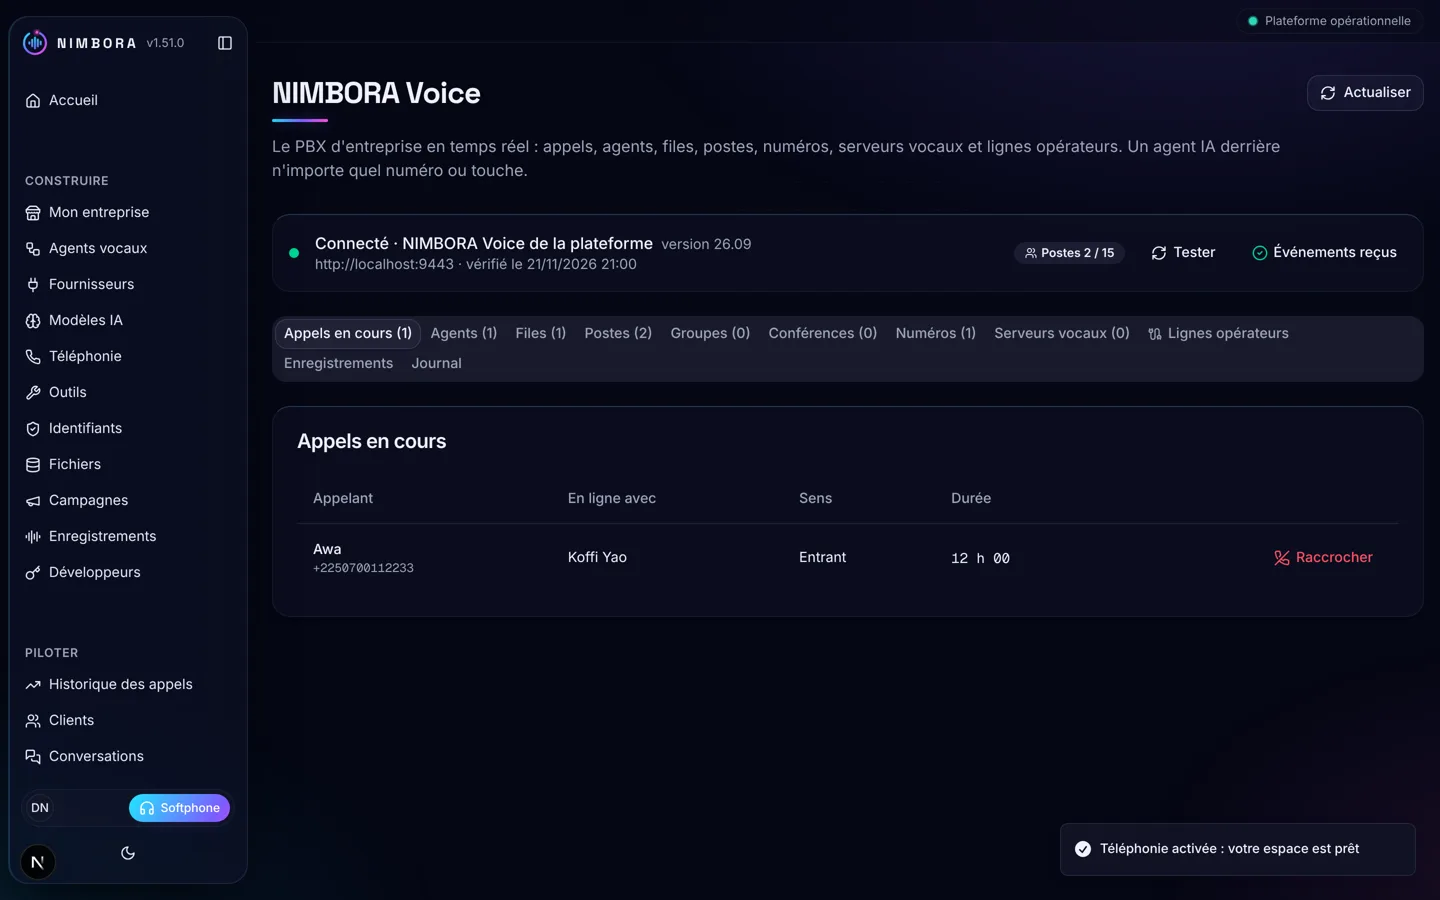 NIMBORA v1.51.0
Plateforme opérationnelle
Accueil
CONSTRUIRE
Mon entreprise
Agents vocaux
Fournisseurs
Modèles IA
Téléphonie
Outils
Identifiants
Fichiers
Campagnes
Enregistrements
Développeurs
PILOTER
Historique des appels
Clients
Conversations
DN
Softphone
N
NIMBORA Voice
Actualiser
Le PBX d'entreprise en temps réel : appels, agents, files, postes, numéros, serveurs vocaux et lignes opérateurs. Un agent IA derrière
n'importe quel numéro ou touche.
Connecté · NIMBORA Voice de la plateforme version 26.09
http://localhost:9443 · vérifié le 21/11/2026 21:00
Postes 2 / 15
Tester
Événements reçus
Appels en cours (1) Agents (1) Files (1) Postes (2) Groupes (0) Conférences (0) Numéros (1) Serveurs vocaux (0) Lignes opérateurs
Enregistrements Journal
Appels en cours
Appelant En ligne avec Sens Durée
Awa
+2250700112233
Koffi Yao
Entrant
12 h 00
Raccrocher
Téléphonie activée : votre espace est prêt